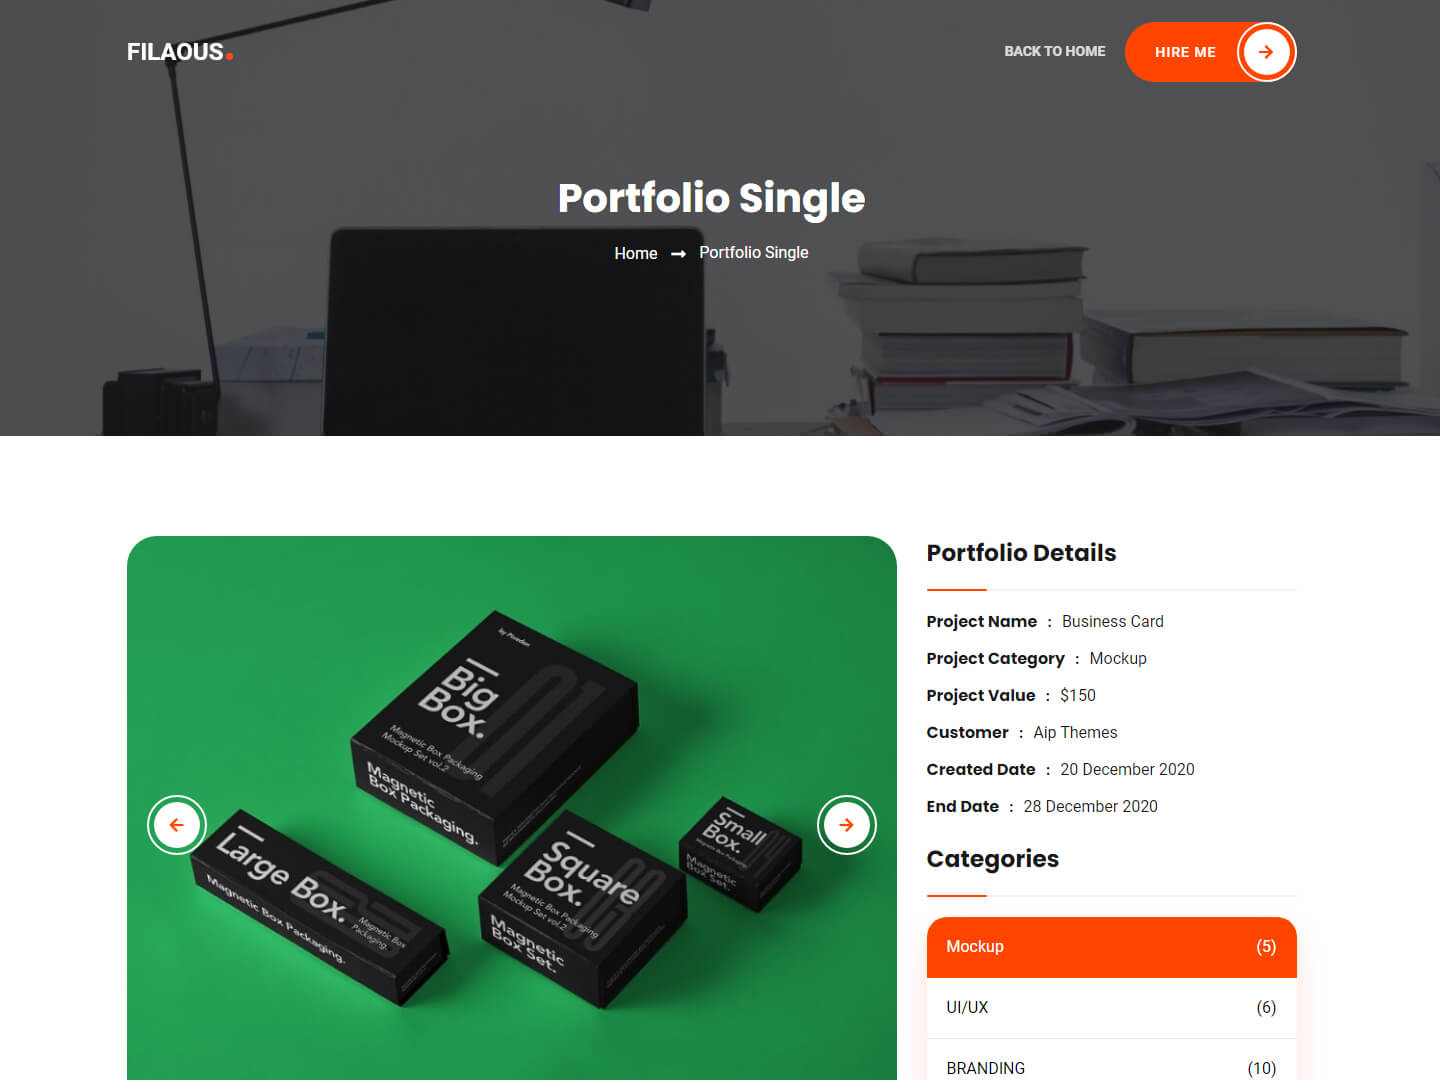 FILAOUS.
BACK TO HOME
HIRE ME
Portfolio Single
Home
Portfolio Single
by Pixeden
Big
Box.
Magnetic Box Packaging
Mockup Set vol.2
Magnetic
Box Packaging.
Large Box.
Magnetic Box
Packaging.
Magnetic Box Packaging.
Square
Box.
Magnetic Box Packaging
Mockup Set vol.2
Magnetic
Box Set.
Small
Box.
Magnetic Box Packaging
Magnetic
Box Set.
Portfolio Details
Project Name : Business Card
Project Category : Mockup
Project Value : $150
Customer : Aip Themes
Created Date : 20 December 2020
End Date : 28 December 2020
Categories
Mockup (5)
UI/UX (6)
BRANDING (10)